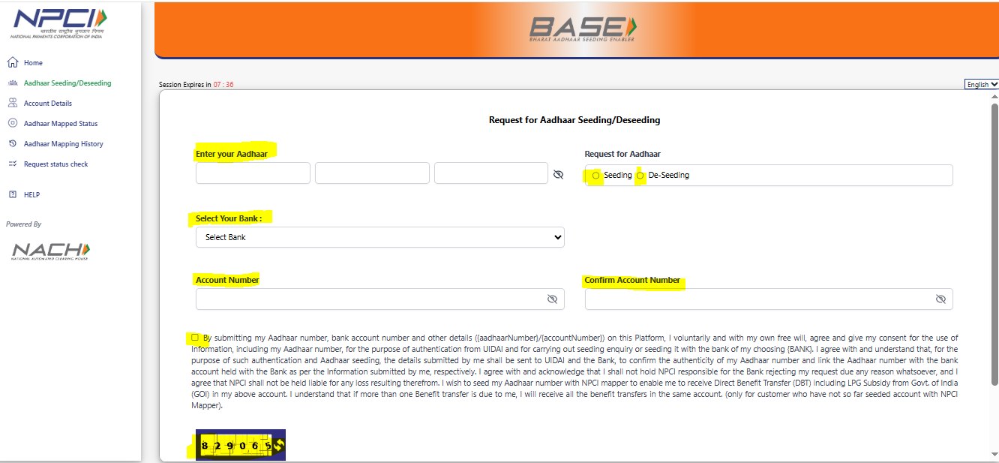 NPCI
भारतीय राष्ट्रीय भुगतान निगम
NATIONAL PAYMENTS CORPORATION OF INDIA
Home
Aadhaar Seeding/Deseeding
Account Details
Aadhaar Mapped Status
Aadhaar Mapping History
Request status check
HELP
Powered By
NACH
NATIONAL AUTOMATED CLEARING HOUSE
BASE
BHARAT AADHAAR SEEDING ENABLER
Session Expires in 07 : 36
English
Request for Aadhaar Seeding/Deseeding
Enter your Aadhaar
Request for Aadhaar
Seeding De-Seeding
Select Your Bank :
Select Bank
Account Number
Confirm Account Number
By submitting my Aadhaar number, bank account number and other details ({aadhaarNumber}/{accountNumber}) on this Platform, I voluntarily and with my own free will, agree and give my consent for the use of
Information, including my Aadhaar number, for the purpose of authentication from UIDAI and for carrying out seeding enquiry or seeding it with the bank of my choosing {BANK}. I agree with and understand that, for the
purpose of such authentication and Aadhaar seeding, the details submitted by me shall be sent to UIDAI and the Bank, to confirm the authenticity of my Aadhaar number and link the Aadhaar number with the bank
account held with the Bank as per the Information submitted by me, respectively. I agree with and acknowledge that I shall not hold NPCI responsible for the Bank rejecting my request due any reason whatsoever, and I
agree that NPCI shall not be held liable for any loss resulting therefrom. I wish to seed my Aadhaar number with NPCI mapper to enable me to receive Direct Benefit Transfer (DBT) including LPG Subsidy from Govt. of India
(GOI) in my above account. I understand that if more than one Benefit transfer is due to me, I will receive all the benefit transfers in the same account. (only for customer who have not so far seeded account with NPCI
Mapper).
829065